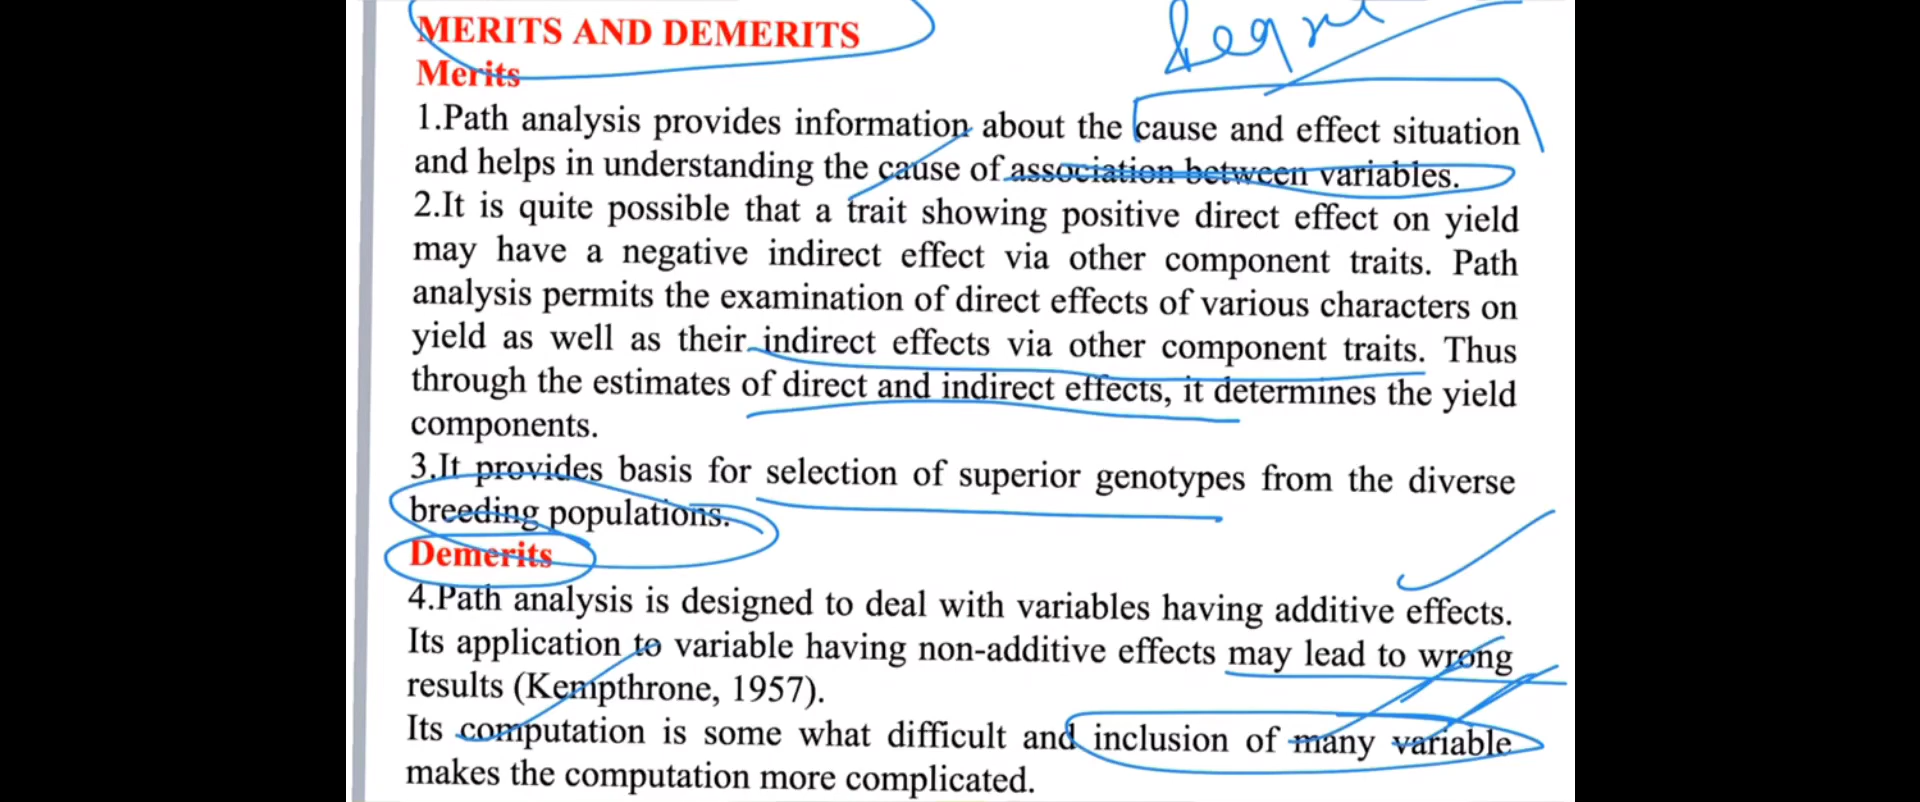 MERITS AND DEMERITS
Merits
1.Path analysis provides information about the cause and effect situation
and helps in understanding the cause of association between variables.
2.It is quite possible that a trait showing positive direct effect on yield
may have a negative indirect effect via other component traits. Path
analysis permits the examination of direct effects of various characters on
yield as well as their indirect effects via other component traits. Thus
through the estimates of direct and indirect effects, it determines the yield
components.
3.It provides basis for selection of superior genotypes from the diverse
breeding populations.
Demerits
4.Path analysis is designed to deal with variables having additive effects.
Its application to variable having non-additive effects may lead to wrong
results (Kempthrone, 1957).
Its computation is some what difficult and inclusion of many variable
makes the computation more complicated.